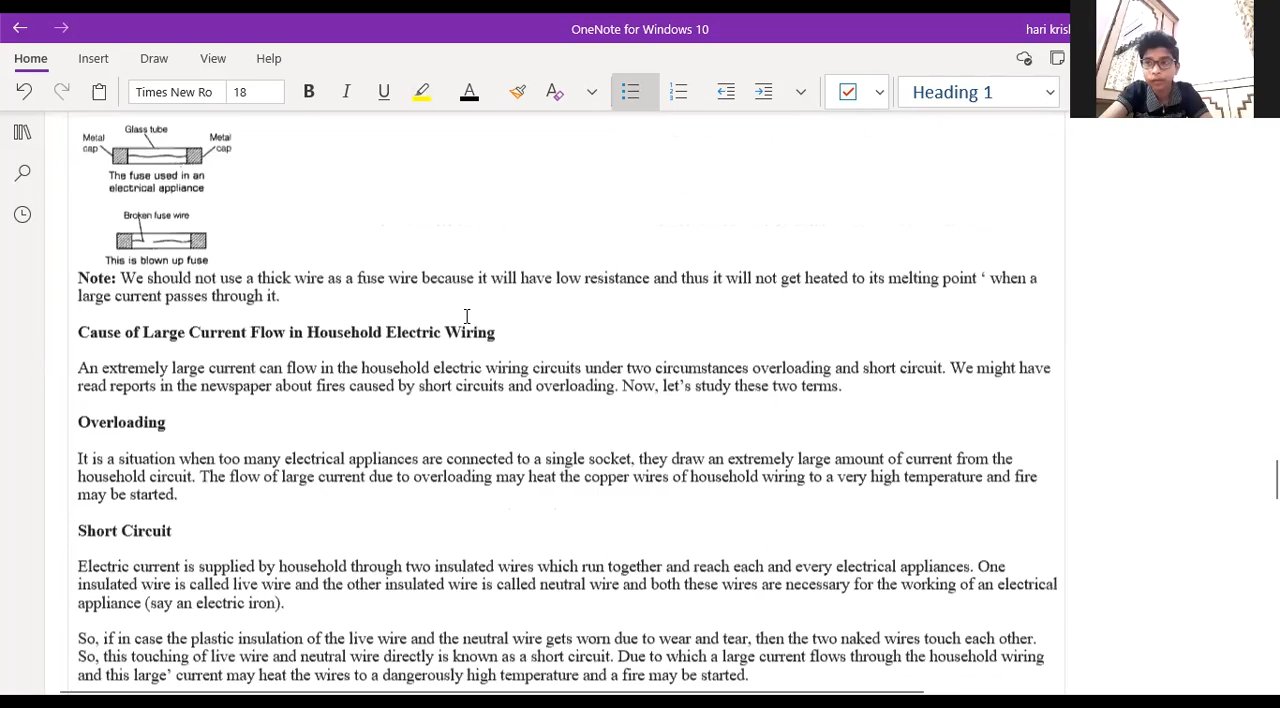 OneNote for Windows 10
hari krish
Home Insert Draw View Help
Times New Ro 18 B I U A A Heading 1
Glass tube
Metal cap
Metal cap
The fuse used in an
electrical appliance
Broken fuse wire
This is blown up fuse
Note: We should not use a thick wire as a fuse wire because it will have low resistance and thus it will not get heated to its melting point ‘ when a
large current passes through it.
Cause of Large Current Flow in Household Electric Wiring
An extremely large current can flow in the household electric wiring circuits under two circumstances overloading and short circuit. We might have
read reports in the newspaper about fires caused by short circuits and overloading. Now, let’s study these two terms.
Overloading
It is a situation when too many electrical appliances are connected to a single socket, they draw an extremely large amount of current from the
household circuit. The flow of large current due to overloading may heat the copper wires of household wiring to a very high temperature and fire
may be started.
Short Circuit
Electric current is supplied by household through two insulated wires which run together and reach each and every electrical appliances. One
insulated wire is called live wire and the other insulated wire is called neutral wire and both these wires are necessary for the working of an electrical
appliance (say an electric iron).
So, if in case the plastic insulation of the live wire and the neutral wire gets worn due to wear and tear, then the two naked wires touch each other.
So, this touching of live wire and neutral wire directly is known as a short circuit. Due to which a large current flows through the household wiring
and this large’ current may heat the wires to a dangerously high temperature and a fire may be started.